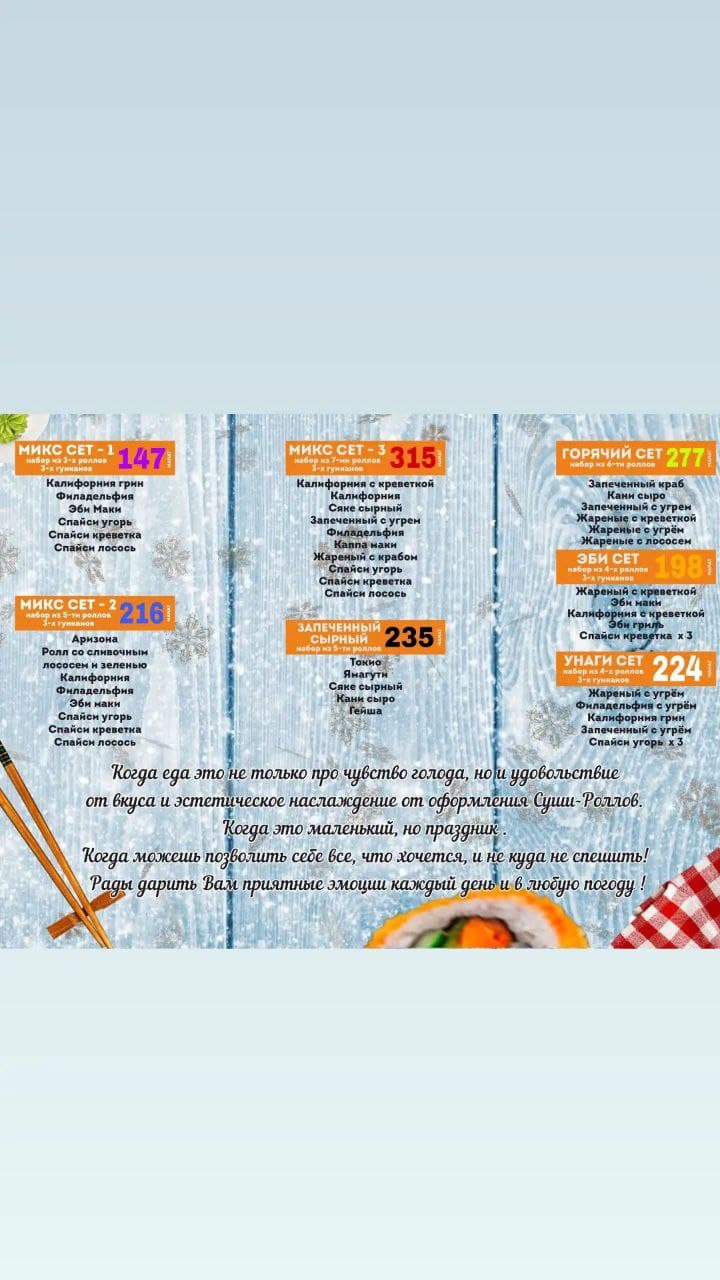 МИКС СЕТ - 1 147
набор из 3-х роллов
3-х гунканов
манат
Калифорния грин
Филадельфия
Эби Маки
Спайси угорь
Спайси креветка
Спайси лосось
МИКС СЕТ - 2 216
набор из 5-ти роллов
3-х гунканов
манат
Аризона
Ролл со сливочным
лососем и зеленью
Калифорния
Филадельфия
Эби маки
Спайси угорь
Спайси креветка
Спайси лосось
МИКС СЕТ - 3 315
набор из 7-ми роллов
3-х гунканов
манат
Калифорния с креветкой
Калифорния
Сяке сырный
Запеченный с угрем
Филадельфия
Каппа маки
Жареный с крабом
Спайси угорь
Спайси креветка
Спайси лосось
ЗАПЕЧЕННЫЙ
СЫРНЫЙ 235
набор из 5-ти роллов
манат
Токио
Янагути
Сяке сырный
Кани сыро
Гейша
ГОРЯЧИЙ СЕТ 277
набор из 6-ти роллов
манат
Запеченный краб
Кани сыро
Запеченный с угрем
Жареные с креветкой
Жареные с угрём
Жареные с лососем
ЭБИ СЕТ 198
набор из 4-х роллов
3-х гунканов
манат
Жареный с креветкой
Эби маки
Калифорния с креветкой
Эби гриль
Спайси креветка х 3
УНАГИ СЕТ 224
набор из 4-х роллов
3-х гунканов
манат
Жареный с угрём
Филадельфия с угрём
Калифорния грин
Запеченный с угрём
Спайси угорь х 3
Когда еда это не только про чувство голода, но и удовольствие
от вкуса и эстетическое наслаждение от оформления Суши-Роллов.
Когда это маленький, но праздник .
Когда можешь позволить себе все, что хочется, и не куда не спешить!
Рады дарить Вам приятные эмоции каждый день и в любую погоду !